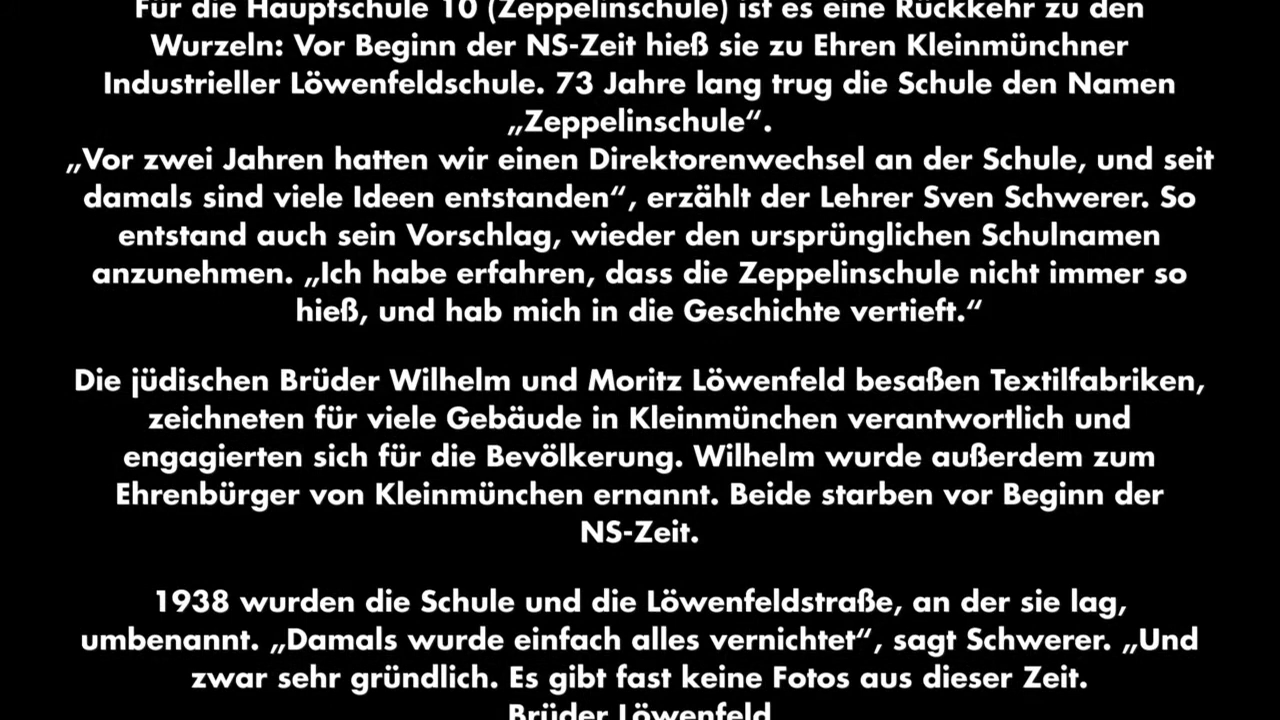 Für die Hauptschule 10 (Zeppelinschule) ist es eine Rückkehr zu den
Wurzeln: Vor Beginn der NS-Zeit hieß sie zu Ehren Kleinmünchner
Industrieller Löwenfeldschule. 73 Jahre lang trug die Schule den Namen
„Zeppelinschule“.
„Vor zwei Jahren hatten wir einen Direktorenwechsel an der Schule, und seit
damals sind viele Ideen entstanden“, erzählt der Lehrer Sven Schwerer. So
entstand auch sein Vorschlag, wieder den ursprünglichen Schulnamen
anzunehmen. „Ich habe erfahren, dass die Zeppelinschule nicht immer so
hieß, und hab mich in die Geschichte vertieft.“
Die jüdischen Brüder Wilhelm und Moritz Löwenfeld besaßen Textilfabriken,
zeichneten für viele Gebäude in Kleinmünchen verantwortlich und
engagierten sich für die Bevölkerung. Wilhelm wurde außerdem zum
Ehrenbürger von Kleinmünchen ernannt. Beide starben vor Beginn der
NS-Zeit.
1938 wurden die Schule und die Löwenfeldstraße, an der sie lag,
umbenannt. „Damals wurde einfach alles vernichtet“, sagt Schwerer. „Und
zwar sehr gründlich. Es gibt fast keine Fotos aus dieser Zeit.
Brüder Löwenfeld